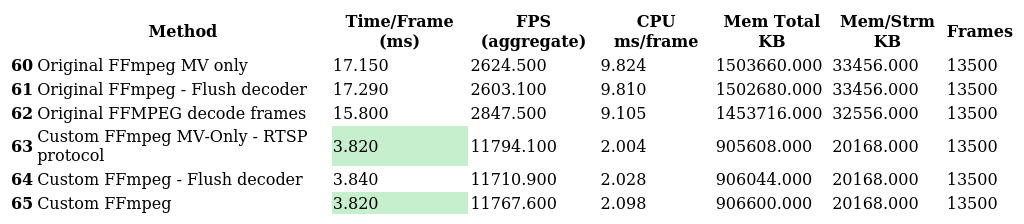 Method Time/Frame (ms) FPS (aggregate) CPU ms/frame Mem Total KB Mem/Strm KB Frames
60 Original FFmpeg MV only 17.150 2624.500 9.824 1503660.000 33456.000 13500
61 Original FFmpeg - Flush decoder 17.290 2603.100 9.810 1502680.000 33456.000 13500
62 Original FFMPEG decode frames 15.800 2847.500 9.105 1453716.000 32556.000 13500
63 Custom FFmpeg MV-Only - RTSP protocol 3.820 11794.100 2.004 905608.000 20168.000 13500
64 Custom FFmpeg - Flush decoder 3.840 11710.900 2.028 906044.000 20168.000 13500
65 Custom FFmpeg 3.820 11767.600 2.098 906600.000 20168.000 13500